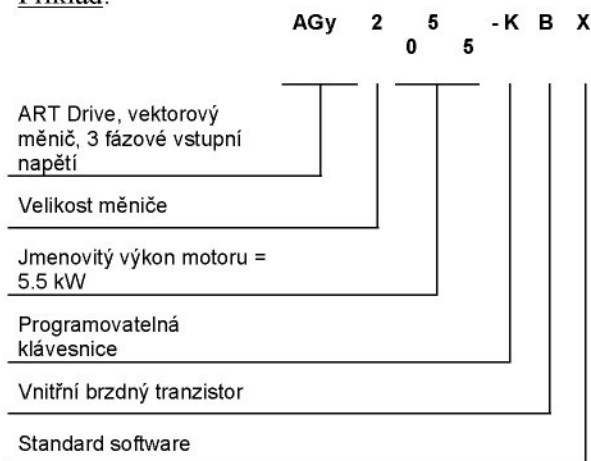 Příklad:
AGy 2 5 - K B X
0 5
ART Drive, vektorový
měnič, 3 fázové vstupní
napětí
Velikost měniče
Jmenovitý výkon motoru =
5.5 kW
Programovatelná
klávesnice
Vnitřní brzdný tranzistor
Standard software